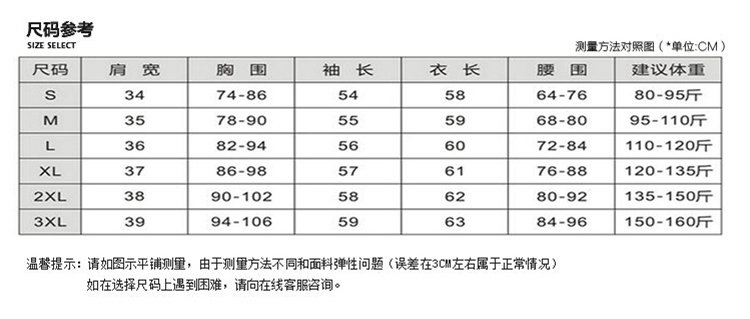 尺码参考
SIZE SELECT
测量方法对照图（*单位:CM）
尺码 肩宽 胸围 袖长 衣长 腰围 建议体重
S 34 74-86 54 58 64-76 80-95斤
M 35 78-90 55 59 68-80 95-110斤
L 36 82-94 56 60 72-84 110-120斤
XL 37 86-98 57 61 76-88 120-135斤
2XL 38 90-102 58 62 80-92 135-150斤
3XL 39 94-106 59 63 84-96 150-160斤
温馨提示：请如图示平铺测量，由于测量方法不同和面料弹性问题（误差在3CM左右属于正常情况）
如在选择尺码上遇到困难，请向在线客服咨询。